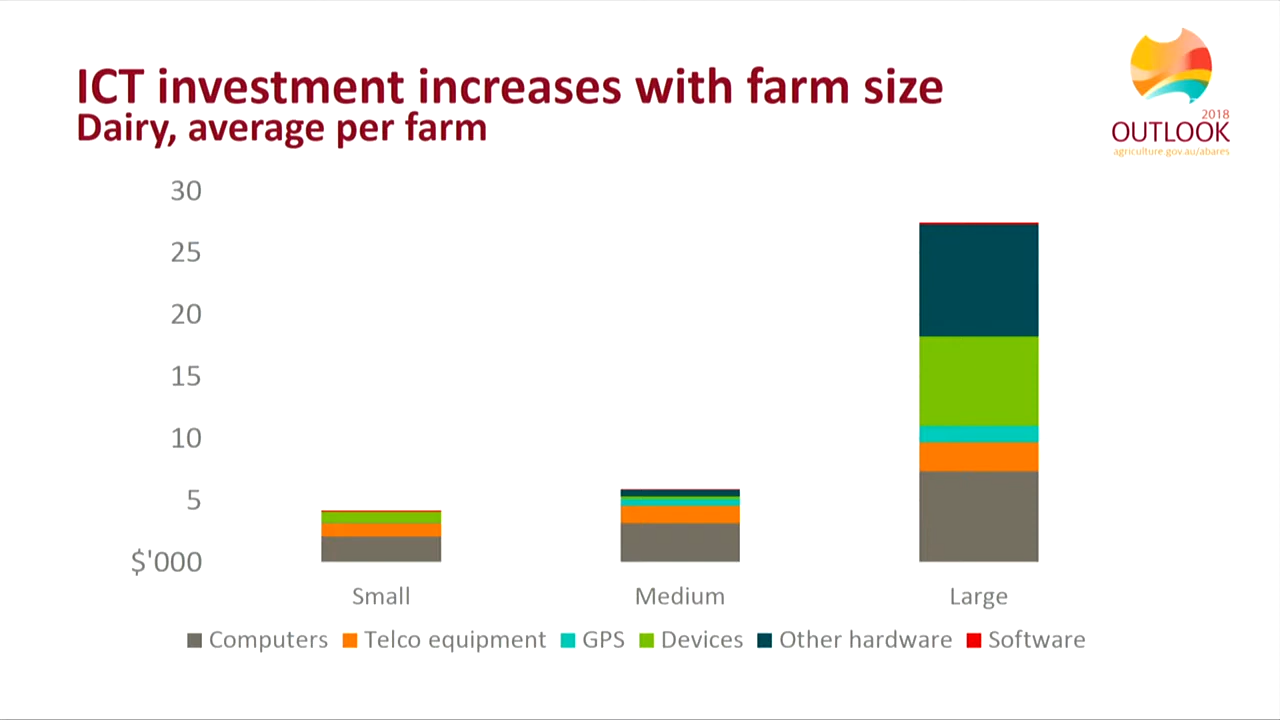 ICT investment increases with farm size
Dairy, average per farm
2018
OUTLOOK
agriculture.gov.au/abares
30
25
20
15
10
5
$'000
Small Medium Large
Computers Telco equipment GPS Devices Other hardware Software